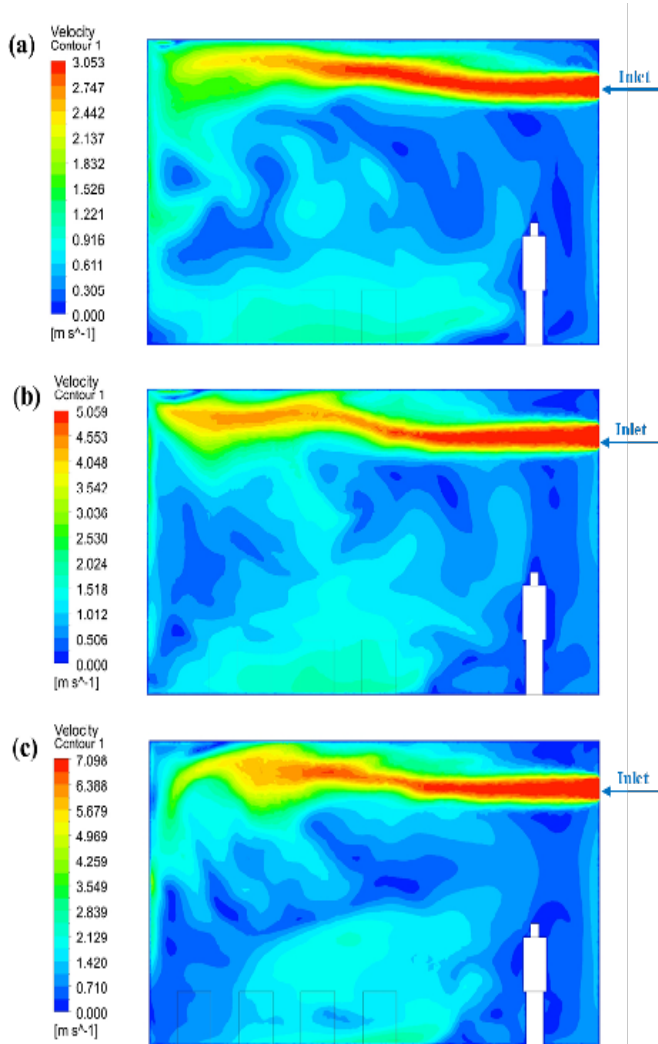 (a)
Velocity
Contour 1
3.053
2.747
2.442
2.137
1.832
1.526
1.221
0.916
0.611
0.305
0.000
[m s^-1]
Inlet
(b)
Velocity
Contour 1
5.059
4.553
4.048
3.542
3.036
2.530
2.024
1.518
1.012
0.506
0.000
[m s^-1]
Inlet
(c)
Velocity
Contour 1
7.098
6.388
5.679
4.969
4.259
3.549
2.839
2.129
1.420
0.710
0.000
[m s^-1]
Inlet